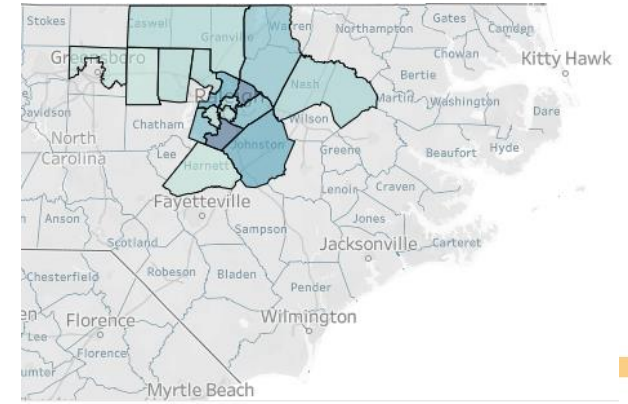 Stokes
Caswell
Granville
Warren
Northampton
Gates
Camden
Greensboro
Chowan
Kitty Hawk
Bertie
Nash
Martin
Washington
Dare
Davidson
Chatham
Wilson
North
Carolina
Lee
Johnston
Greene
Beaufort
Hyde
Harnett
Lenoir
Craven
Fayetteville
Anson
Sampson
Jones
Scotland
Jacksonville
Carteret
Chesterfield
Robeson
Bladen
Pender
Florence
Wilmington
Lee
Florence
Myrtle Beach